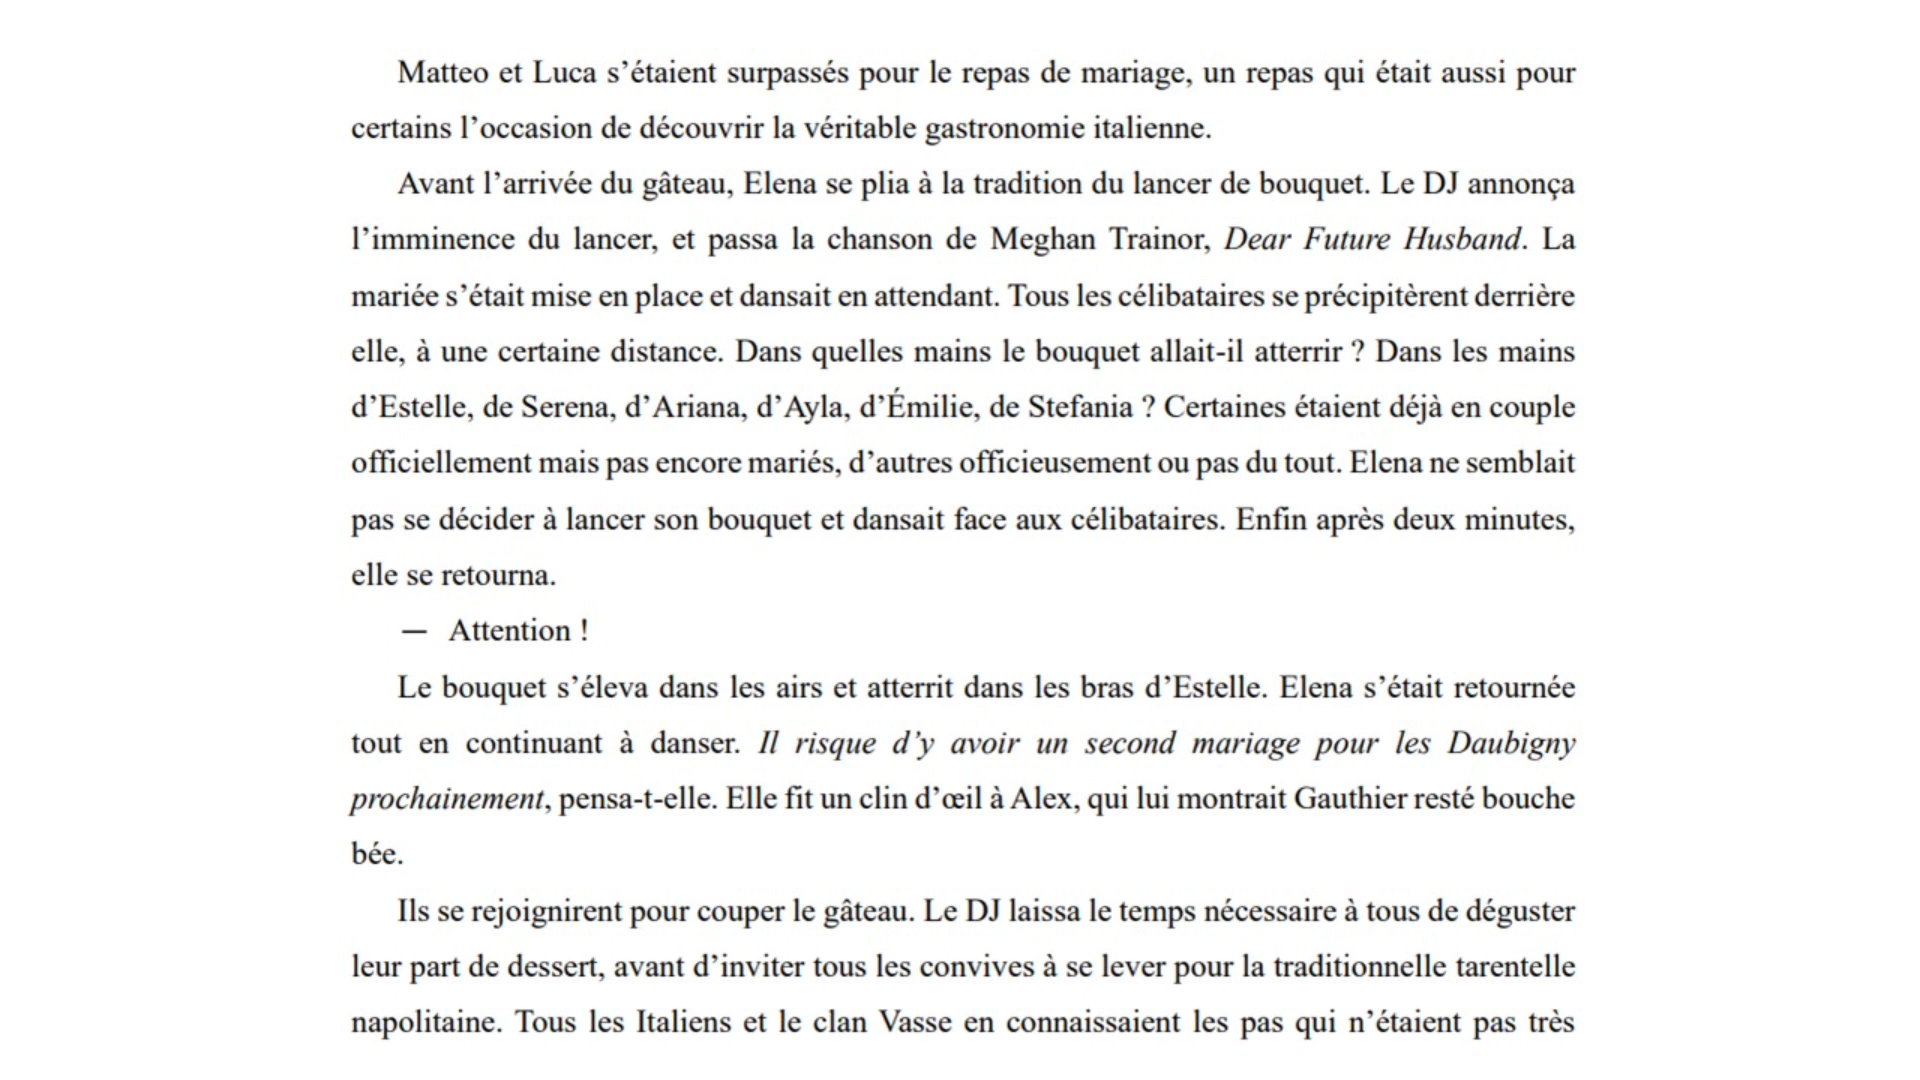 Matteo et Luca s’étaient surpassés pour le repas de mariage, un repas qui était aussi pour
certains l’occasion de découvrir la véritable gastronomie italienne.
Avant l’arrivée du gâteau, Elena se plia à la tradition du lancer de bouquet. Le DJ annonça
l’imminence du lancer, et passa la chanson de Meghan Trainor, Dear Future Husband. La
mariée s’était mise en place et dansait en attendant. Tous les célibataires se précipitèrent derrière
elle, à une certaine distance. Dans quelles mains le bouquet allait-il atterrir ? Dans les mains
d’Estelle, de Serena, d’Ariana, d’Ayla, d’Émilie, de Stefania ? Certaines étaient déjà en couple
officiellement mais pas encore mariés, d’autres officieusement ou pas du tout. Elena ne semblait
pas se décider à lancer son bouquet et dansait face aux célibataires. Enfin après deux minutes,
elle se retourna.
— Attention !
Le bouquet s’éleva dans les airs et atterrit dans les bras d’Estelle. Elena s’était retournée
tout en continuant à danser. Il risque d’y avoir un second mariage pour les Daubigny
prochainement, pensa-t-elle. Elle fit un clin d’œil à Alex, qui lui montrait Gauthier resté bouche
bée.
Ils se rejoignirent pour couper le gâteau. Le DJ laissa le temps nécessaire à tous de déguster
leur part de dessert, avant d’inviter tous les convives à se lever pour la traditionnelle tarentelle
napolitaine. Tous les Italiens et le clan Vasse en connaissaient les pas qui n’étaient pas très